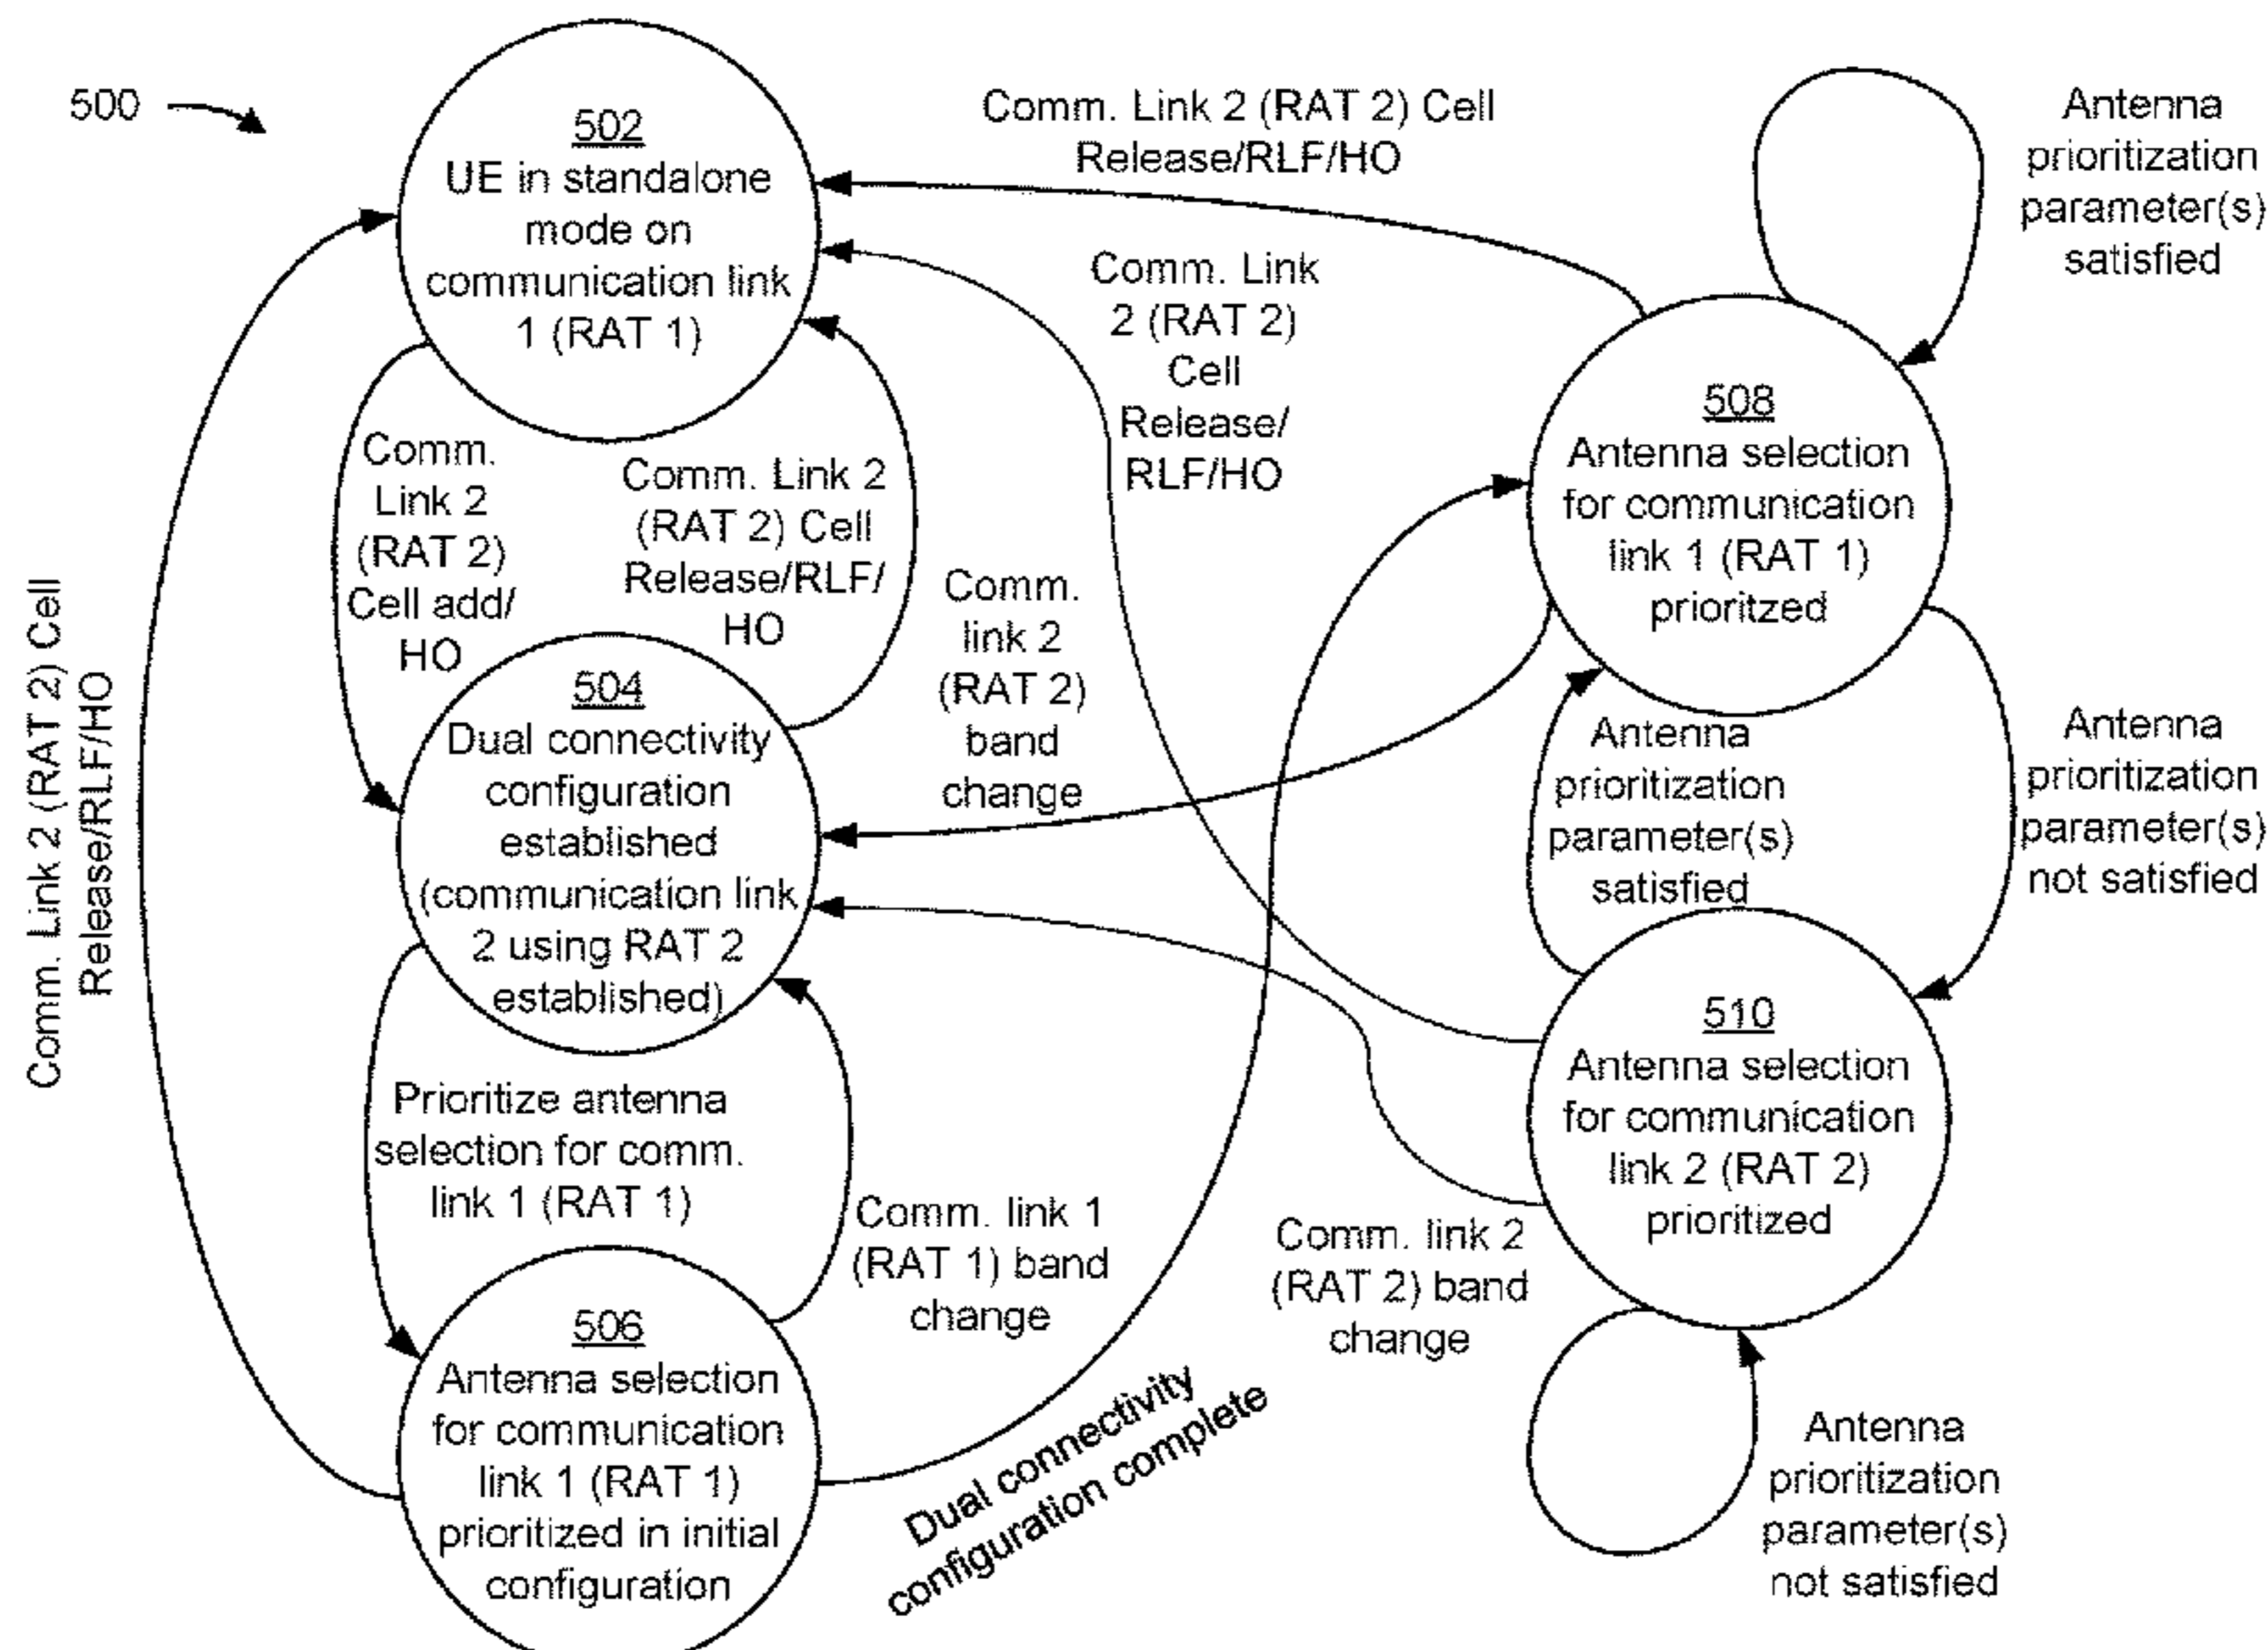 500
502
UE in standalone
mode on
communication link
1 (RAT 1)
Comm. Link 2 (RAT 2) Cell
Release/RLF/HO
Antenna
prioritization
parameter(s)
satisfied
Comm. Link
2 (RAT 2)
Cell
Release/
RLF/HO
508
Antenna selection
for communication
link 1 (RAT 1)
prioritzed
Comm.
Link 2
(RAT 2)
Cell add/
HO
Comm. Link 2
(RAT 2) Cell
Release/RLF/
HO
Comm.
link 2
(RAT 2)
band
change
Comm. Link 2 (RAT 2) Cell
Release/RLF/HO
504
Dual connectivity
configuration
established
(communication link
2 using RAT 2
established)
Antenna
prioritization
parameter(s)
satisfied
Antenna
prioritization
parameter(s)
not satisfied
510
Antenna selection
for communication
link 2 (RAT 2)
prioritized
Prioritize antenna
selection for comm.
link 1 (RAT 1)
Comm. link 1
(RAT 1) band
change
Comm. link 2
(RAT 2) band
change
506
Antenna selection
for communication
link 1 (RAT 1)
prioritized in initial
configuration
Dual connectivity
configuration complete
Antenna
prioritization
parameter(s)
not satisfied